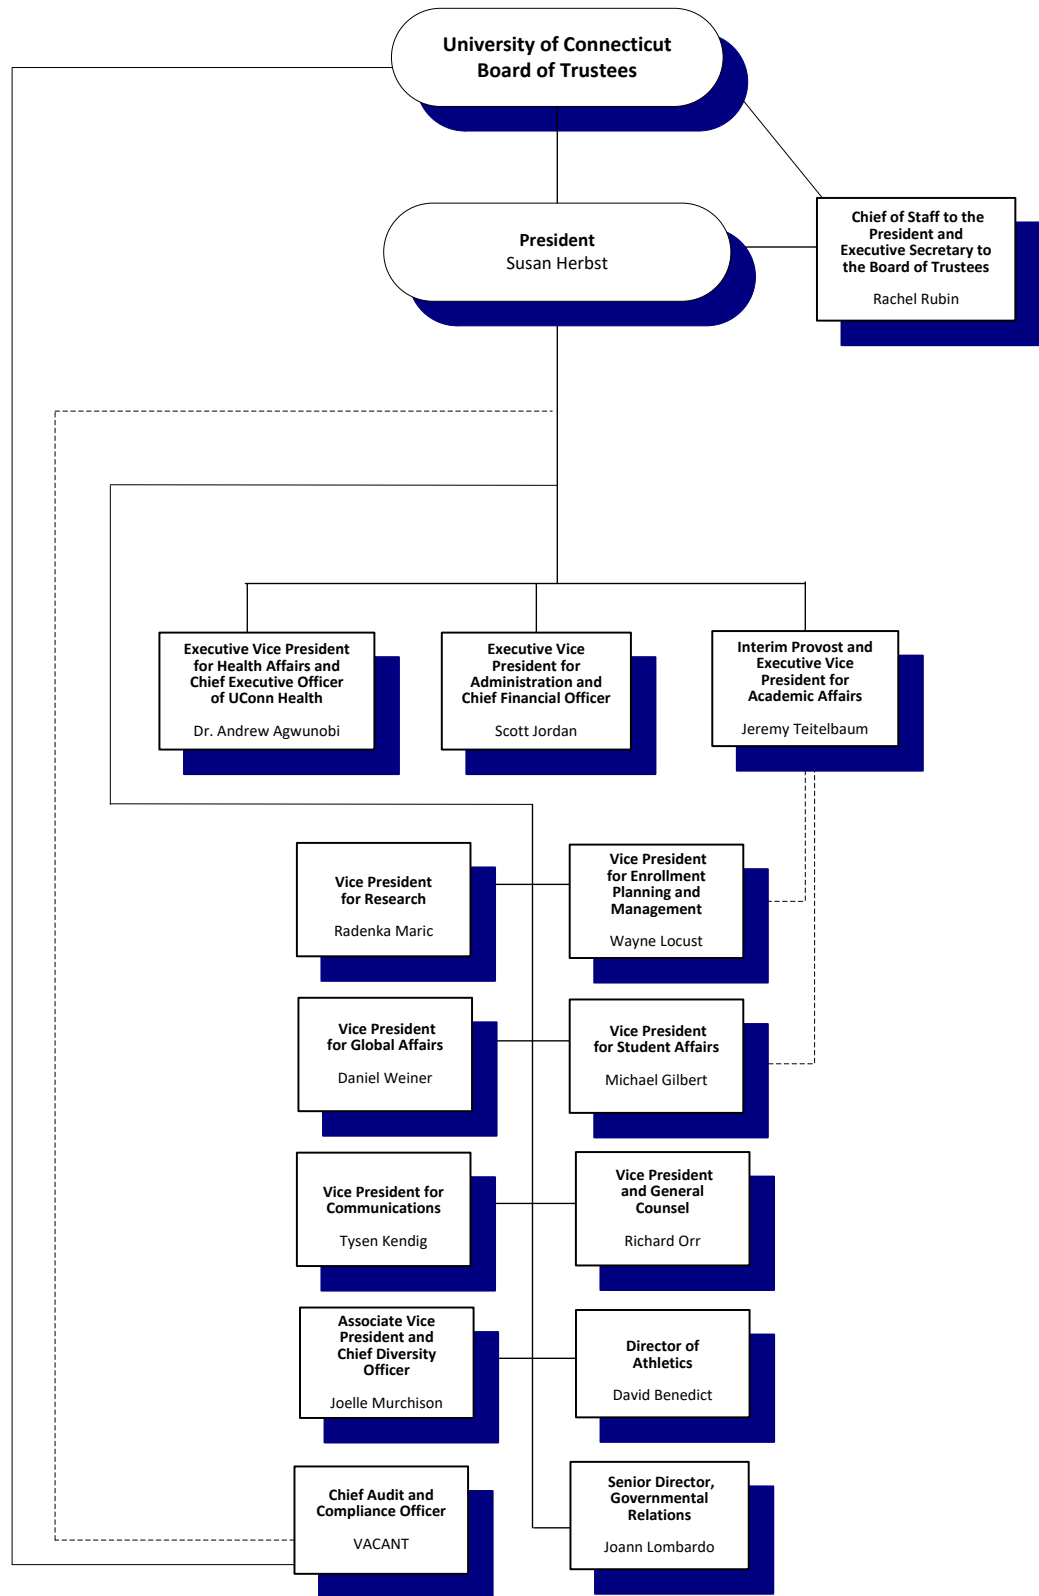 University of Connecticut
Board of Trustees
President
Susan Herbst
Chief of Staff to the
President and
Executive Secretary to
the Board of Trustees
Rachel Rubin
Executive Vice President
for Health Affairs and
Chief Executive Officer
of UConn Health
Dr. Andrew Agwunobi
Executive Vice
President for
Administration and
Chief Financial Officer
Scott Jordan
Interim Provost and
Executive Vice
President for
Academic Affairs
Jeremy Teitelbaum
Vice President
for Research
Radenka Maric
Vice President
for Enrollment
Planning and
Management
Wayne Locust
Vice President
for Global Affairs
Daniel Weiner
Vice President
for Student Affairs
Michael Gilbert
Vice President for
Communications
Tysen Kendig
Vice President
and General
Counsel
Richard Orr
Associate Vice
President and
Chief Diversity
Officer
Joelle Murchison
Director of
Athletics
David Benedict
Chief Audit and
Compliance Officer
VACANT
Senior Director,
Governmental
Relations
Joann Lombardo